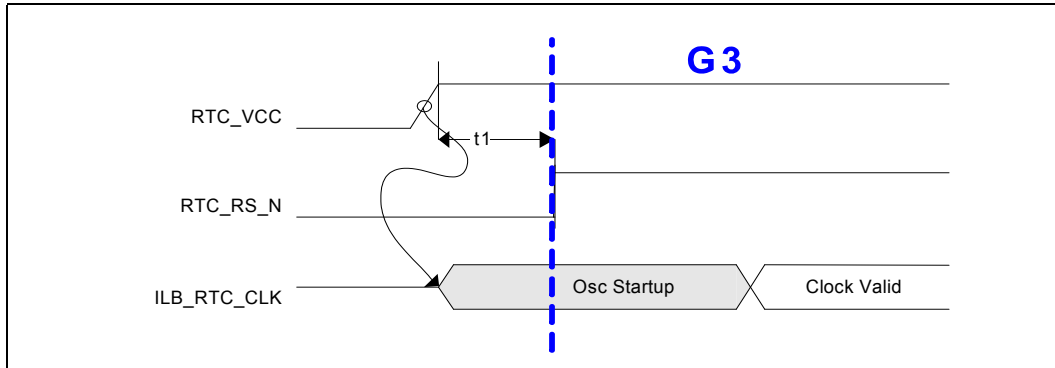 G3
RTC_VCC
t1
RTC_RS_N
ILB_RTC_CLK
Osc Startup
Clock Valid